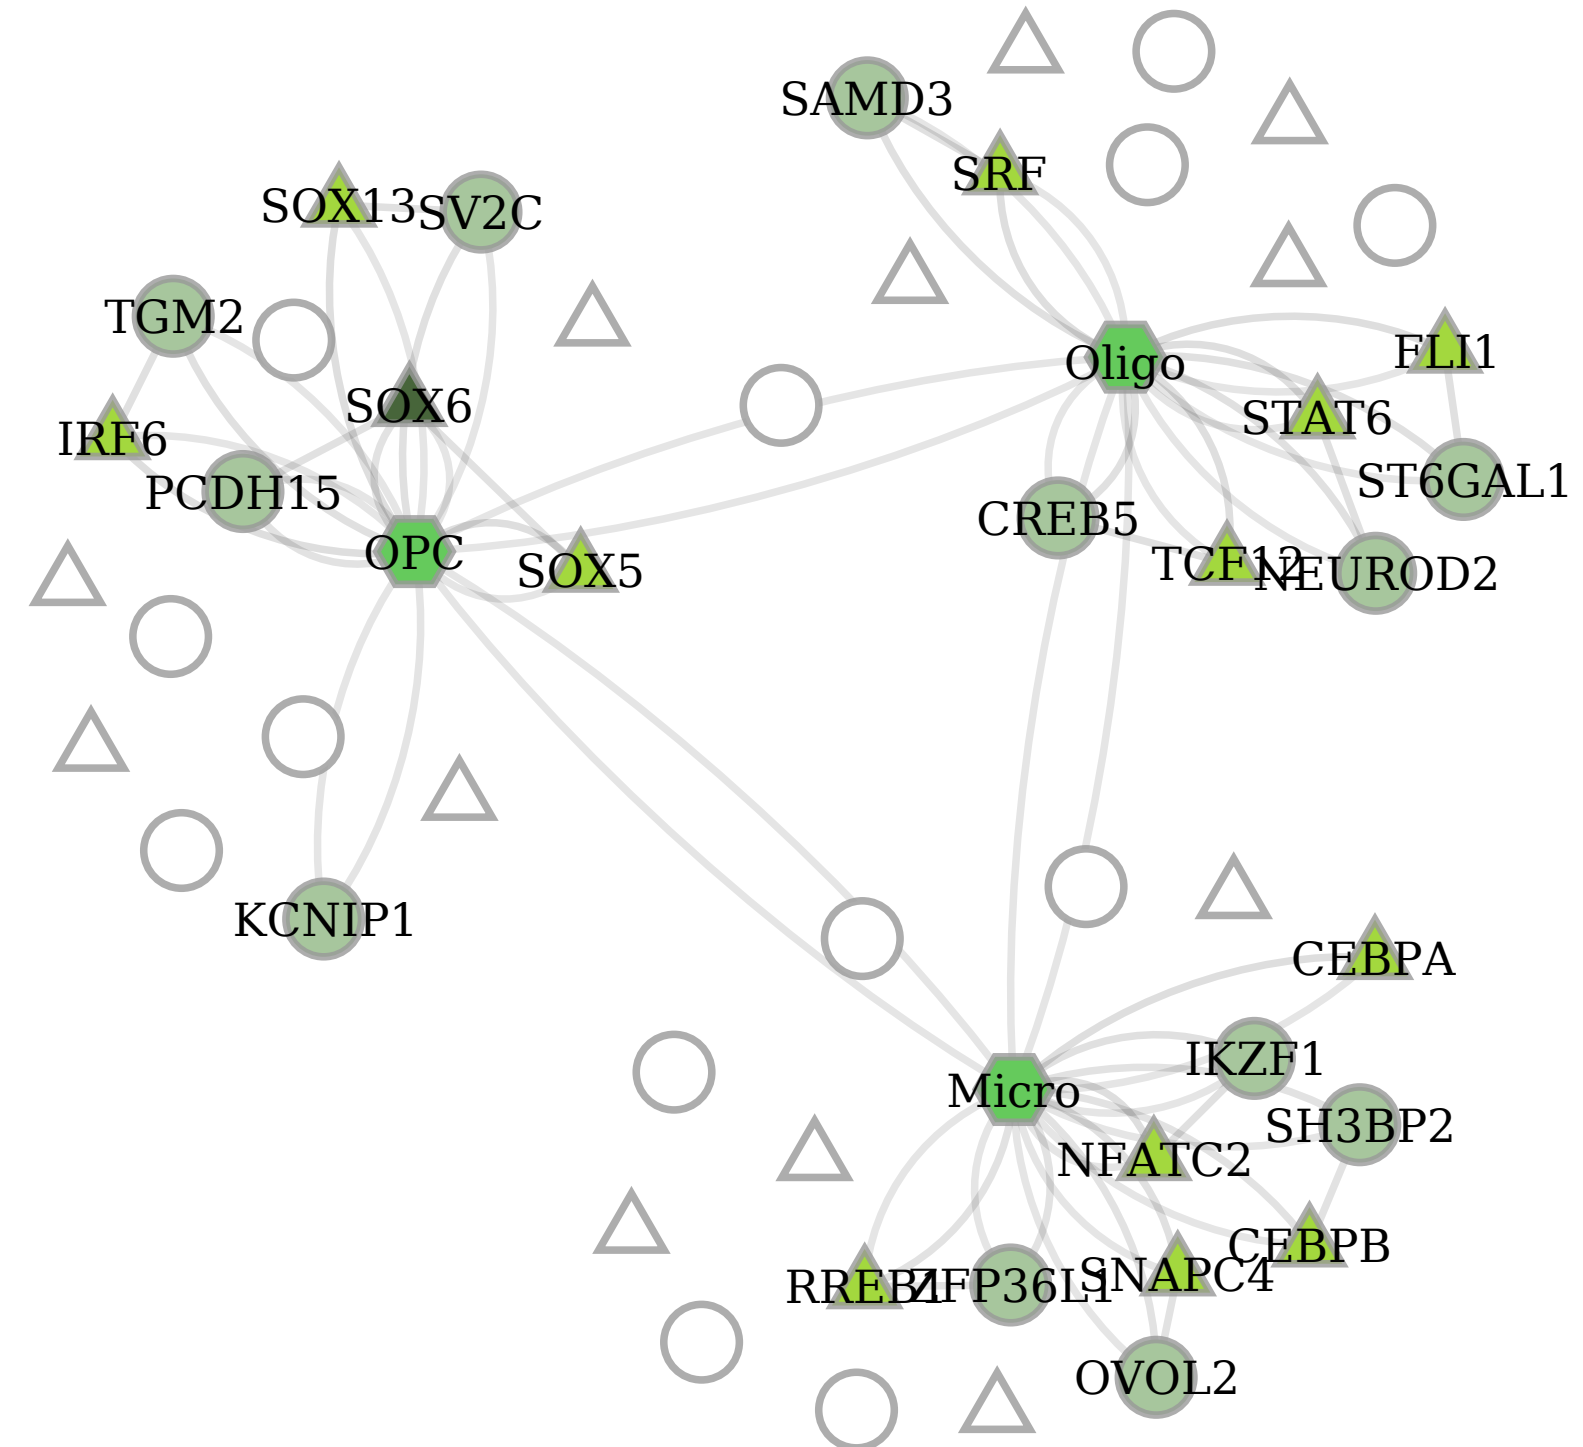 SAMD3
SRF
SOX13
SV2C
TGM2
Oligo
FLI1
SOX6
STAT6
IRF6
PCDH15
ST6GAL1
CREB5
OPC
SOX5
TCF12
NEUROD2
KCNIP1
CEBPA
IKZF1
Micro
SH3BP2
NFATC2
CEBPB
RREB1
ZFP36L1
SNAPC4
OVOL2